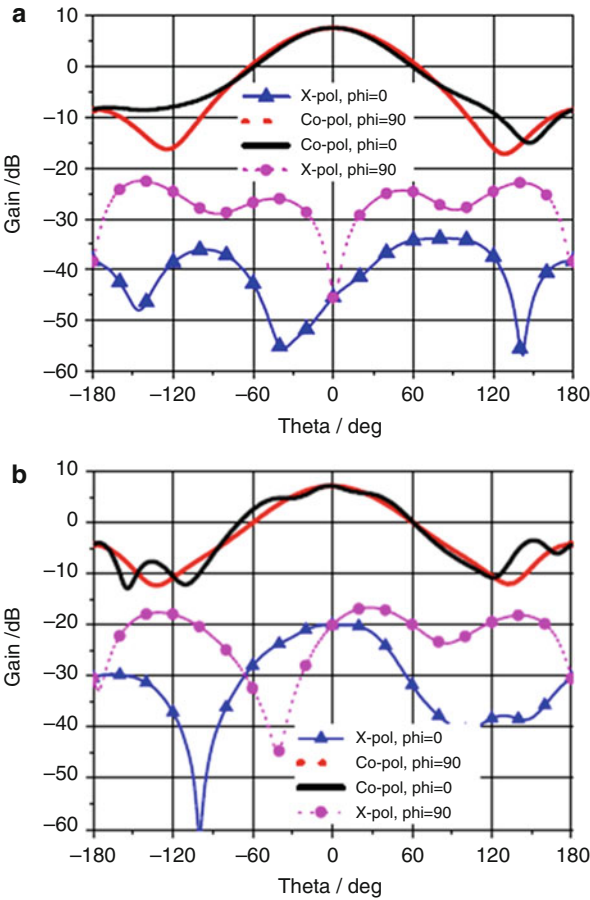 a
10
0
−10
−20
−30
−40
−50
−60
Gain /dB
X-pol, phi=0
Co-pol, phi=90
Co-pol, phi=0
X-pol, phi=90
−180
−120
−60
0
60
120
180
Theta / deg
b
10
0
−10
−20
−30
−40
−50
−60
Gain /dB
X-pol, phi=0
Co-pol, phi=90
Co-pol, phi=0
X-pol, phi=90
−180
−120
−60
0
60
120
180
Theta / deg